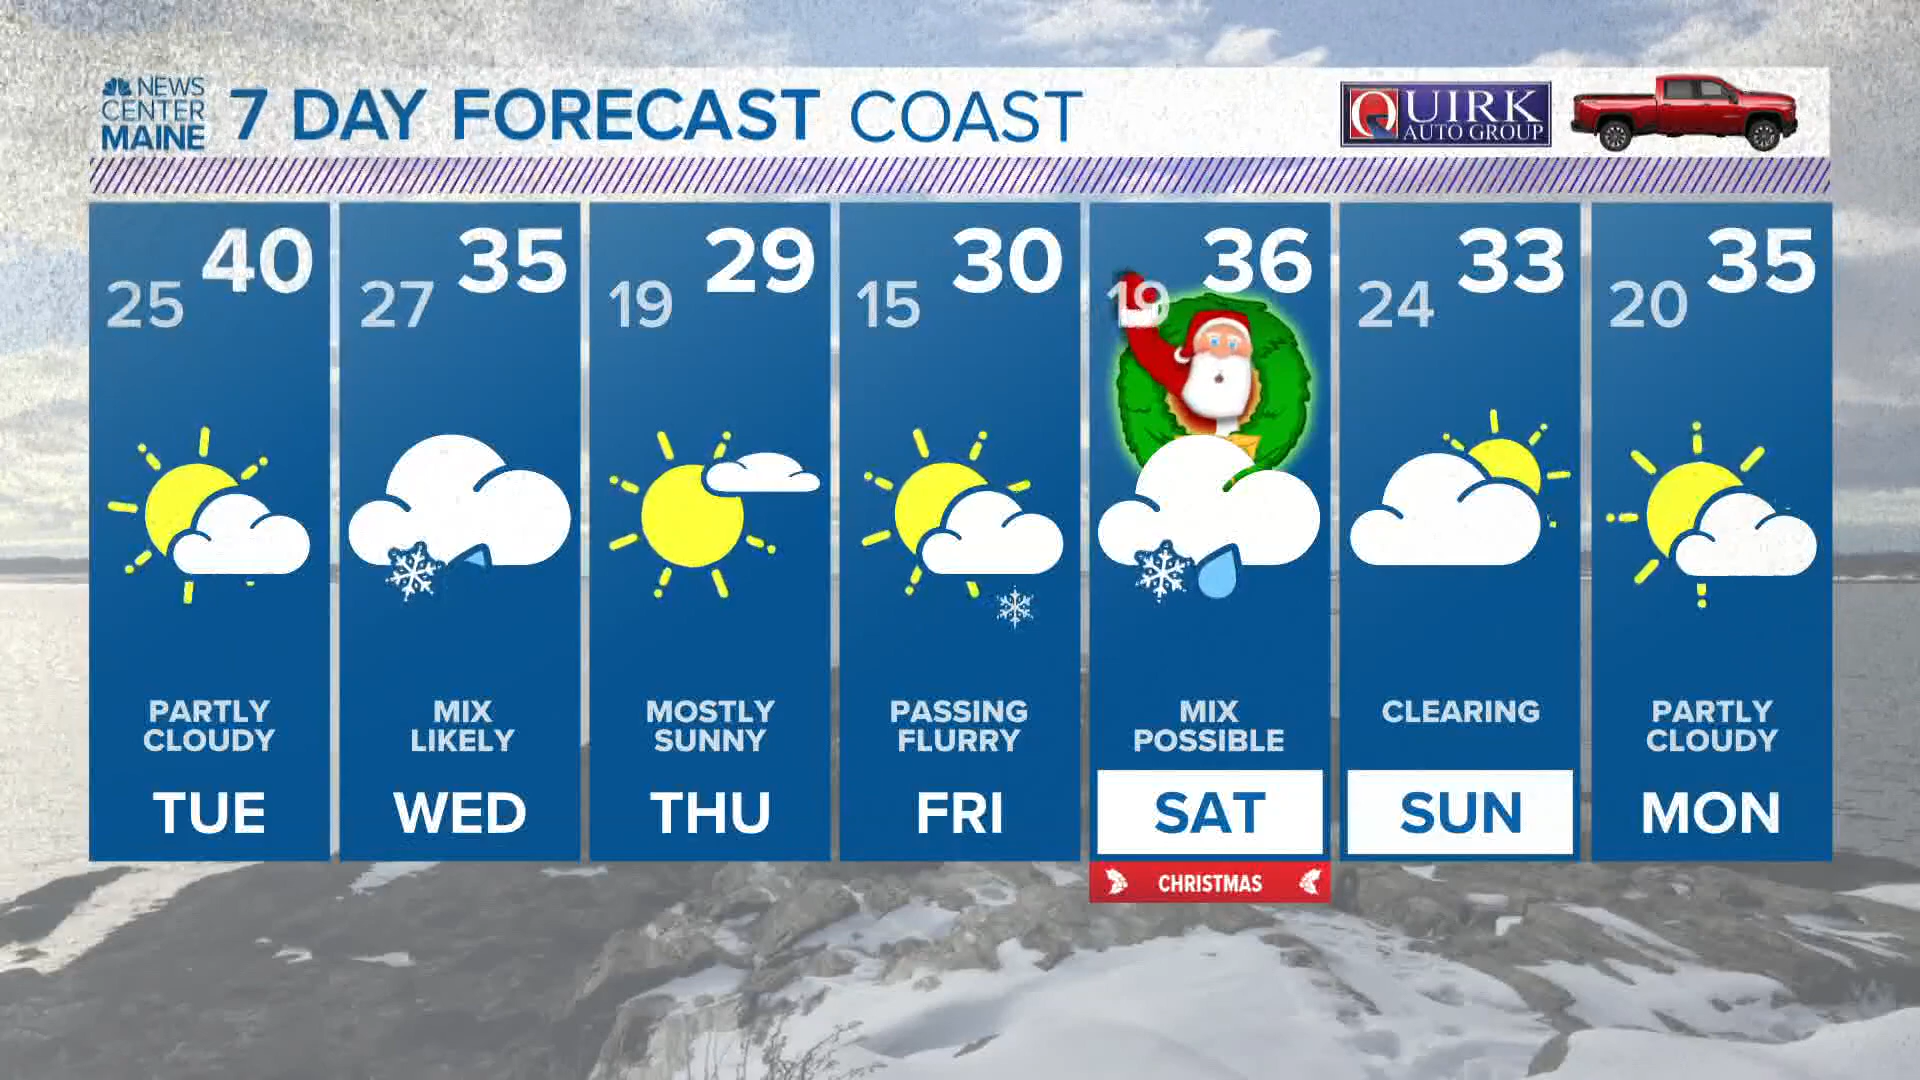 NEWS
CENTER
MAINE
7 DAY FORECAST COAST
QUIRK
AUTO GROUP
25 40
27 35
19 29
15 30
19 36
24 33
20 35
PARTLY
CLOUDY
MIX
LIKELY
MOSTLY
SUNNY
PASSING
FLURRY
MIX
POSSIBLE
CLEARING
PARTLY
CLOUDY
TUE
WED
THU
FRI
SAT
SUN
MON
CHRISTMAS